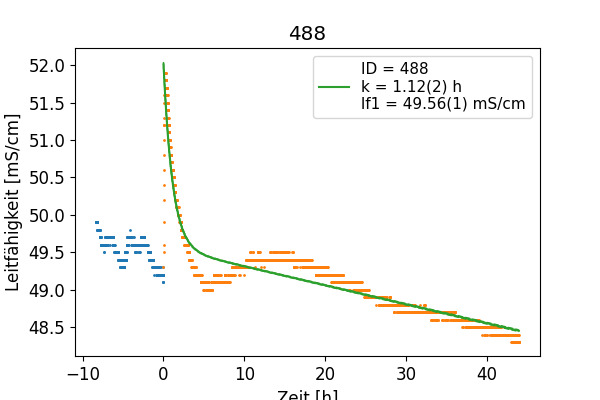 488
52.0
51.5
51.0
50.5
50.0
49.5
49.0
48.5
Leitfähigkeit [mS/cm]
ID = 488
k = 1.12(2) h
lf1 = 49.56(1) mS/cm
−10 0 10 20 30 40
Zeit [h]